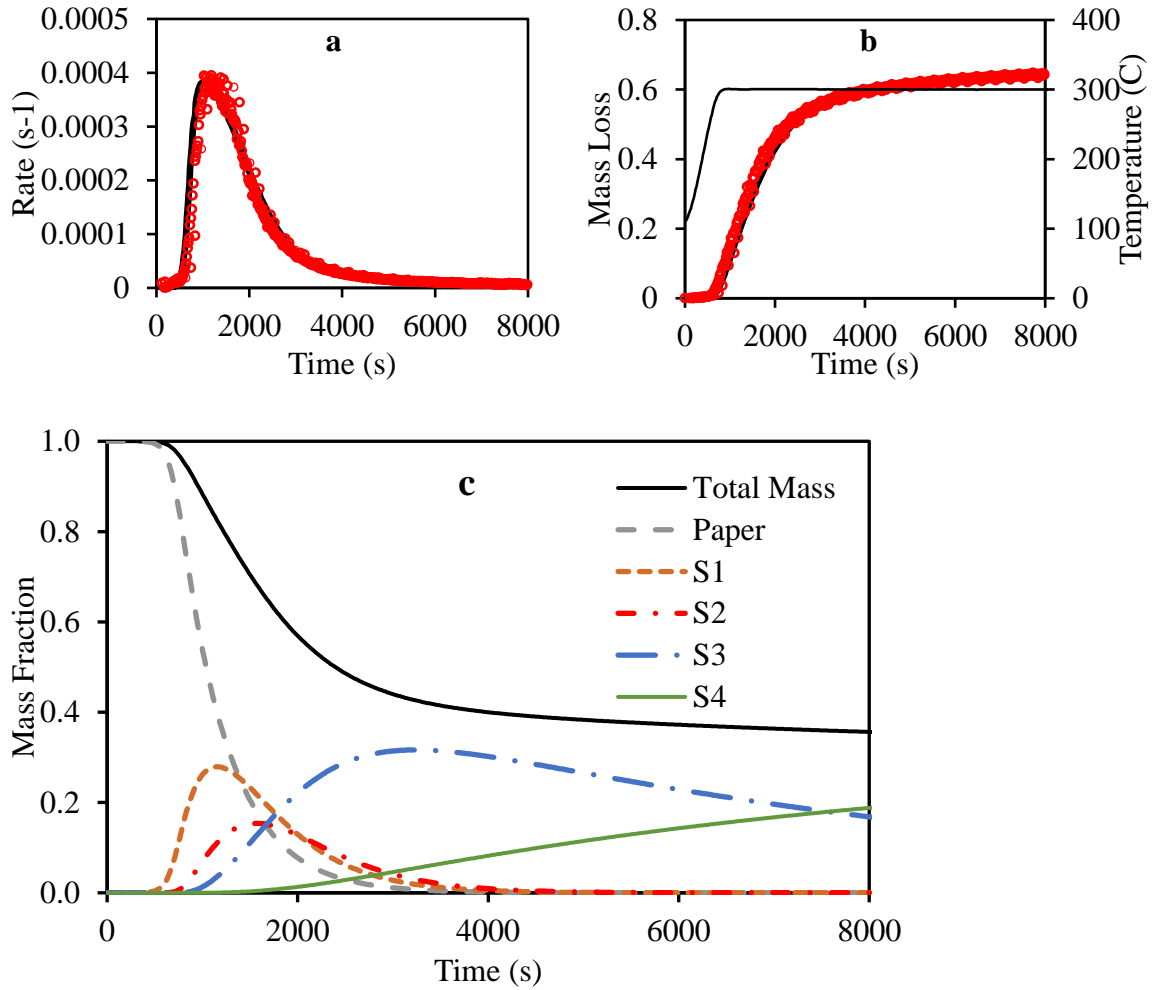 a
Rate (s-1)
0.0005
0.0004
0.0003
0.0002
0.0001
0
0 2000 4000 6000 8000
Time (s)
b
Mass Loss
0.8
0.6
0.4
0.2
0
400
300
200
100
0
Temperature (C)
0 2000 4000 6000 8000
Time (s)
c
Mass Fraction
1.0
0.8
0.6
0.4
0.2
0.0
Total Mass
Paper
S1
S2
S3
S4
0 2000 4000 6000 8000
Time (s)